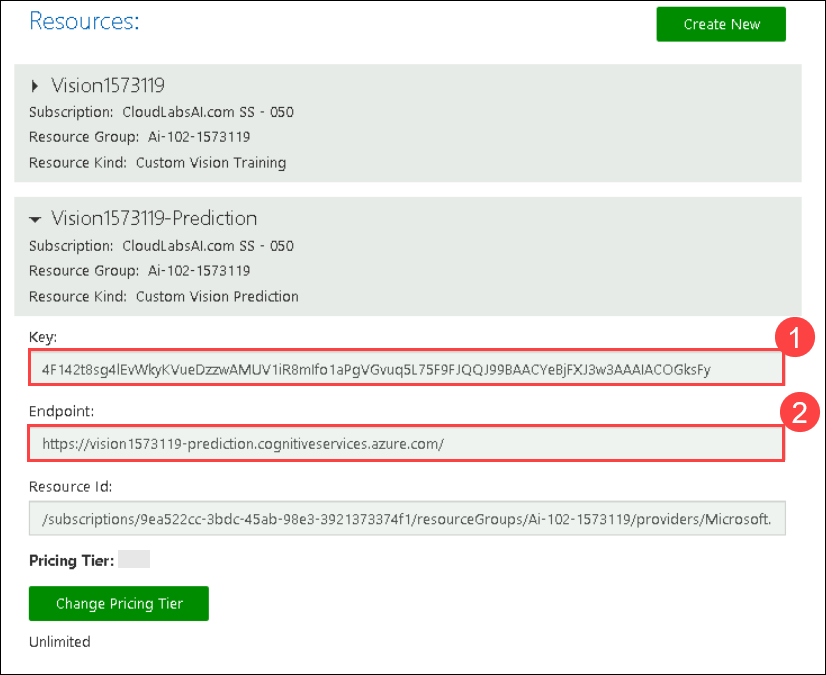 Resources:
Create New
Vision1573119
Subscription: CloudLabsAI.com SS - 050
Resource Group: Ai-102-1573119
Resource Kind: Custom Vision Training
Vision1573119-Prediction
Subscription: CloudLabsAI.com SS - 050
Resource Group: Ai-102-1573119
Resource Kind: Custom Vision Prediction
Key:
1
4F142t8sg4lEvWkyKVueDzzwAMUV1iR8mIfo1aPgVGvuq5L75F9FJQQJ99BAACYeBjFXJ3w3AAAIACOGksFy
Endpoint:
2
https://vision1573119-prediction.cognitiveservices.azure.com/
Resource Id:
/subscriptions/9ea522cc-3bdc-45ab-98e3-3921373374f1/resourceGroups/Ai-102-1573119/providers/Microsoft.
Pricing Tier:
Change Pricing Tier
Unlimited